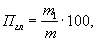 Пгл = m₁/m · 100,